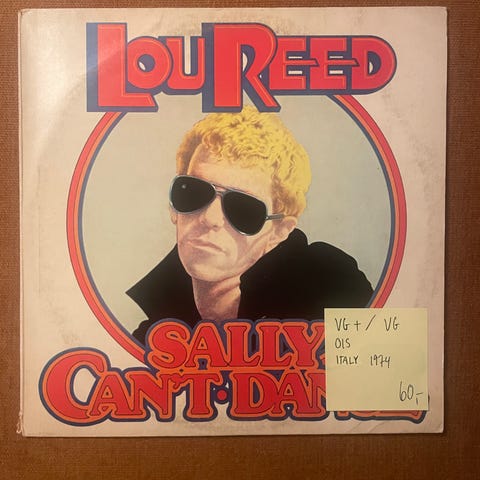 LOU REED
SALLY
CAN'T·DANCE
VG+/ VG
OIS
ITALY 1974
60,-